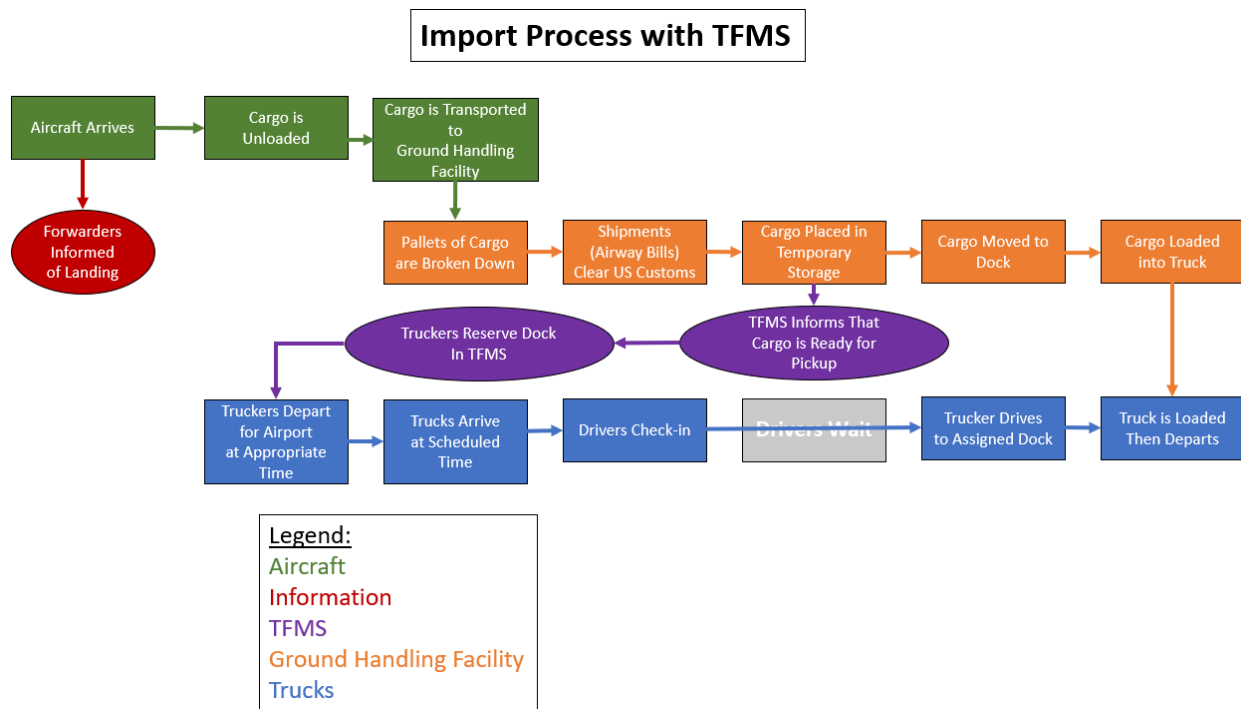 Import Process with TFMS
Aircraft Arrives
Cargo is
Unloaded
Cargo is Transported
to
Ground Handling
Facility
Forwarders
Informed
of Landing
Pallets of Cargo
are Broken Down
Shipments
(Airway Bills)
Clear US Customs
Cargo Placed in
Temporary
Storage
Cargo Moved to
Dock
Cargo Loaded
into Truck
TFMS Informs That
Cargo is Ready for
Pickup
Truckers Reserve Dock
In TFMS
Truckers Depart
for Airport
at Appropriate
Time
Trucks Arrive
at Scheduled
Time
Drivers Check-in
Drivers Wait
Trucker Drives
to Assigned Dock
Truck is Loaded
Then Departs
Legend:
Aircraft
Information
TFMS
Ground Handling Facility
Trucks